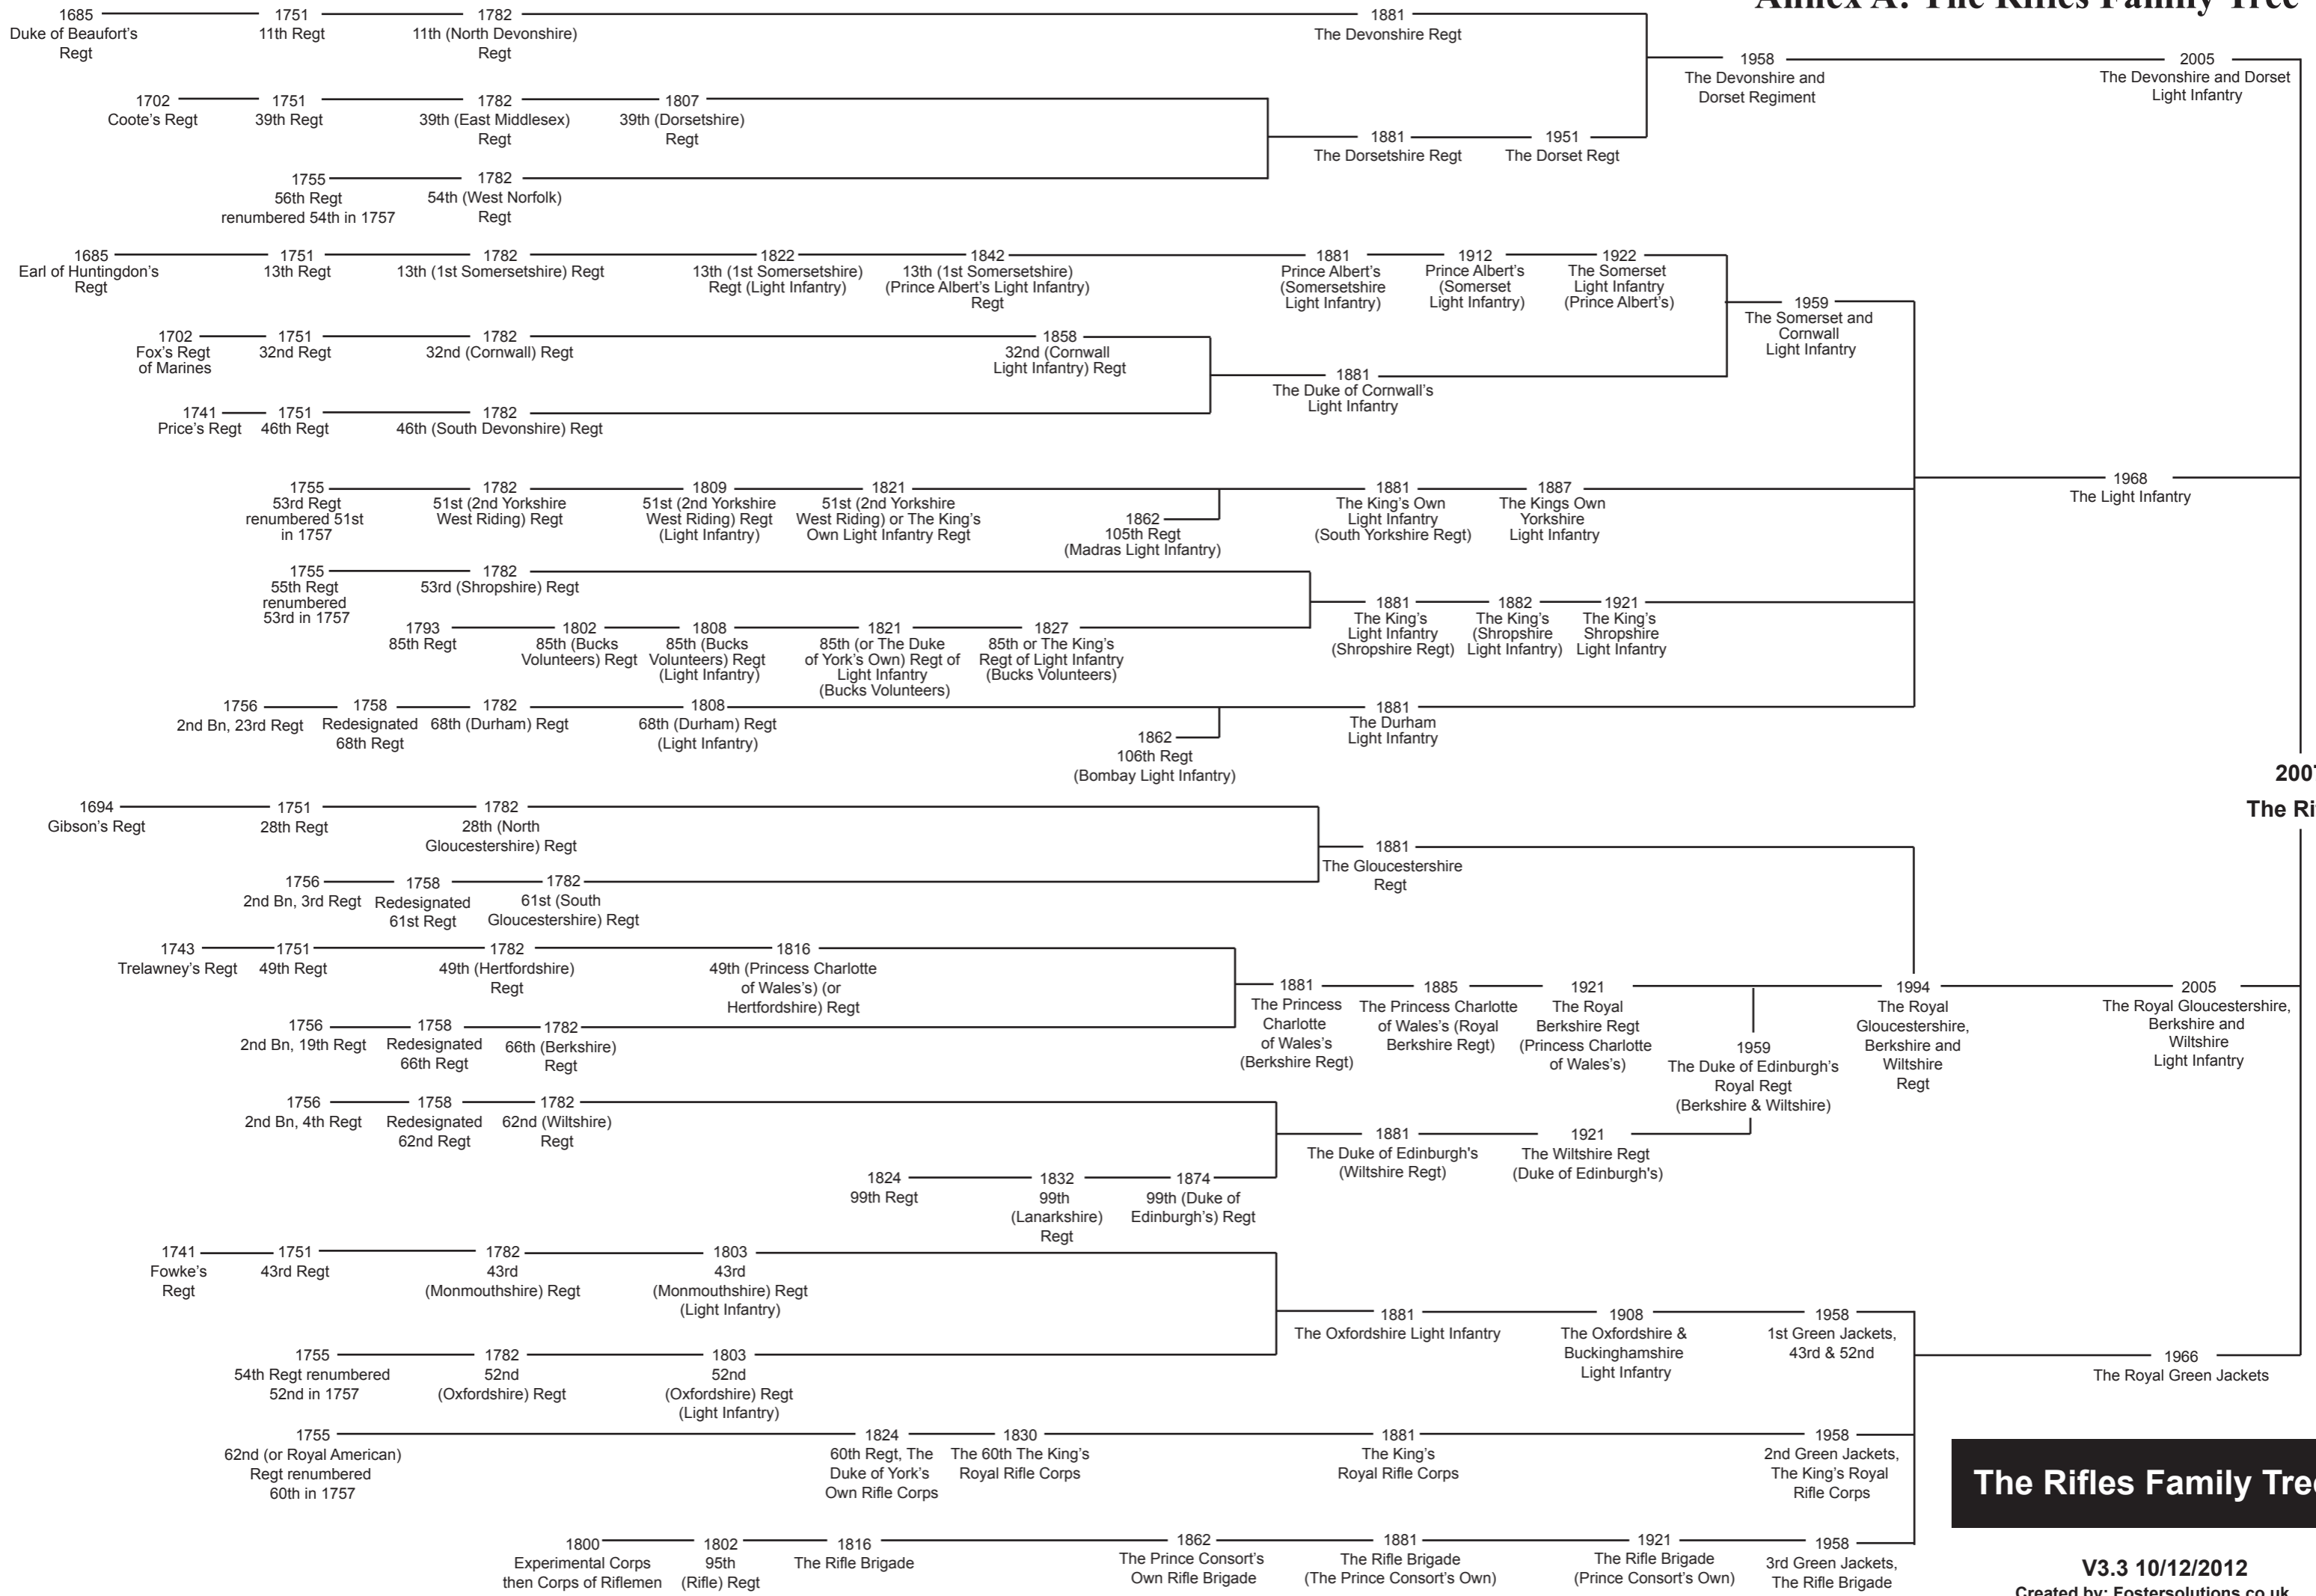 Annex A: The Rifles Family Tree
1685
Duke of Beaufort's
Regt
1751
11th Regt
1782
11th (North Devonshire)
Regt
1881
The Devonshire Regt
1958
The Devonshire and
Dorset Regiment
2005
The Devonshire and Dorset
Light Infantry
1702
Coote's Regt
1751
39th Regt
1782
39th (East Middlesex)
Regt
1807
39th (Dorsetshire)
Regt
1881
The Dorsetshire Regt
1951
The Dorset Regt
1755
56th Regt
renumbered 54th in 1757
1782
54th (West Norfolk)
Regt
1685
Earl of Huntingdon's
Regt
1751
13th Regt
1782
13th (1st Somersetshire) Regt
1822
13th (1st Somersetshire)
Regt (Light Infantry)
1842
13th (1st Somersetshire)
(Prince Albert's Light Infantry)
Regt
1881
Prince Albert's
(Somersetshire
Light Infantry)
1912
Prince Albert's
(Somerset
Light Infantry)
1922
The Somerset
Light Infantry
(Prince Albert's)
1959
The Somerset and
Cornwall
Light Infantry
1702
Fox's Regt
of Marines
1751
32nd Regt
1782
32nd (Cornwall) Regt
1858
32nd (Cornwall
Light Infantry) Regt
1881
The Duke of Cornwall's
Light Infantry
1741
Price's Regt
1751
46th Regt
1782
46th (South Devonshire) Regt
1755
53rd Regt
renumbered 51st
in 1757
1782
51st (2nd Yorkshire
West Riding) Regt
1809
51st (2nd Yorkshire
West Riding) Regt
(Light Infantry)
1821
51st (2nd Yorkshire
West Riding) or The King's
Own Light Infantry Regt
1862
105th Regt
(Madras Light Infantry)
1881
The King's Own
Light Infantry
(South Yorkshire Regt)
1887
The Kings Own
Yorkshire
Light Infantry
1968
The Light Infantry
1755
55th Regt
renumbered
53rd in 1757
1782
53rd (Shropshire) Regt
1881
The King's
Light Infantry
(Shropshire Regt)
1882
The King's
(Shropshire
Light Infantry)
1921
The King's
Shropshire
Light Infantry
1793
85th Regt
1802
85th (Bucks
Volunteers) Regt
1808
85th (Bucks
Volunteers) Regt
(Light Infantry)
1821
85th (or The Duke
of York's Own) Regt of
Light Infantry
(Bucks Volunteers)
1827
85th or The King's
Regt of Light Infantry
(Bucks Volunteers)
1756
2nd Bn, 23rd Regt
1758
Redesignated
68th Regt
1782
68th (Durham) Regt
1808
68th (Durham) Regt
(Light Infantry)
1862
106th Regt
(Bombay Light Infantry)
1881
The Durham
Light Infantry
2007
The Ri
1694
Gibson's Regt
1751
28th Regt
1782
28th (North
Gloucestershire) Regt
1881
The Gloucestershire
Regt
1756
2nd Bn, 3rd Regt
1758
Redesignated
61st Regt
1782
61st (South
Gloucestershire) Regt
1743
Trelawney's Regt
1751
49th Regt
1782
49th (Hertfordshire)
Regt
1816
49th (Princess Charlotte
of Wales's) (or
Hertfordshire) Regt
1881
The Princess
Charlotte
of Wales's
(Berkshire Regt)
1885
The Princess Charlotte
of Wales's (Royal
Berkshire Regt)
1921
The Royal
Berkshire Regt
(Princess Charlotte
of Wales's)
1959
The Duke of Edinburgh's
Royal Regt
(Berkshire & Wiltshire)
1994
The Royal
Gloucestershire,
Berkshire and
Wiltshire
Regt
2005
The Royal Gloucestershire,
Berkshire and
Wiltshire
Light Infantry
1756
2nd Bn, 19th Regt
1758
Redesignated
66th Regt
1782
66th (Berkshire)
Regt
1756
2nd Bn, 4th Regt
1758
Redesignated
62nd Regt
1782
62nd (Wiltshire)
Regt
1881
The Duke of Edinburgh's
(Wiltshire Regt)
1921
The Wiltshire Regt
(Duke of Edinburgh's)
1824
99th Regt
1832
99th
(Lanarkshire)
Regt
1874
99th (Duke of
Edinburgh's) Regt
1741
Fowke's
Regt
1751
43rd Regt
1782
43rd
(Monmouthshire) Regt
1803
43rd
(Monmouthshire) Regt
(Light Infantry)
1881
The Oxfordshire Light Infantry
1908
The Oxfordshire &
Buckinghamshire
Light Infantry
1958
1st Green Jackets,
43rd & 52nd
1966
The Royal Green Jackets
1755
54th Regt renumbered
52nd in 1757
1782
52nd
(Oxfordshire) Regt
1803
52nd
(Oxfordshire) Regt
(Light Infantry)
1755
62nd (or Royal American)
Regt renumbered
60th in 1757
1824
60th Regt, The
Duke of York's
Own Rifle Corps
1830
The 60th The King's
Royal Rifle Corps
1881
The King's
Royal Rifle Corps
1958
2nd Green Jackets,
The King's Royal
Rifle Corps
1800
Experimental Corps
then Corps of Riflemen
1802
95th
(Rifle) Regt
1816
The Rifle Brigade
1862
The Prince Consort's
Own Rifle Brigade
1881
The Rifle Brigade
(The Prince Consort's Own)
1921
The Rifle Brigade
(Prince Consort's Own)
1958
3rd Green Jackets,
The Rifle Brigade
The Rifles Family Tree
V3.3 10/12/2012
Created by: Fostersolutions.co.uk